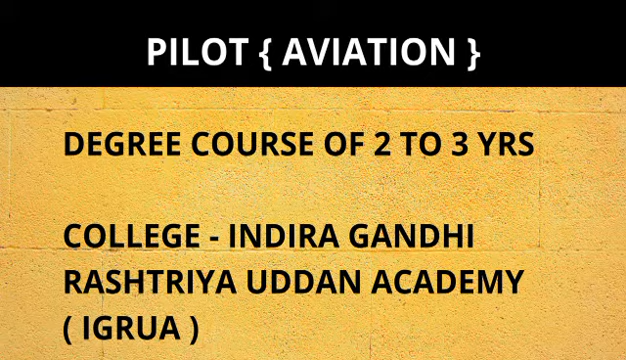 PILOT { AVIATION }
DEGREE COURSE OF 2 TO 3 YRS
COLLEGE - INDIRA GANDHI
RASHTRIYA UDDAN ACADEMY
( IGRUA )